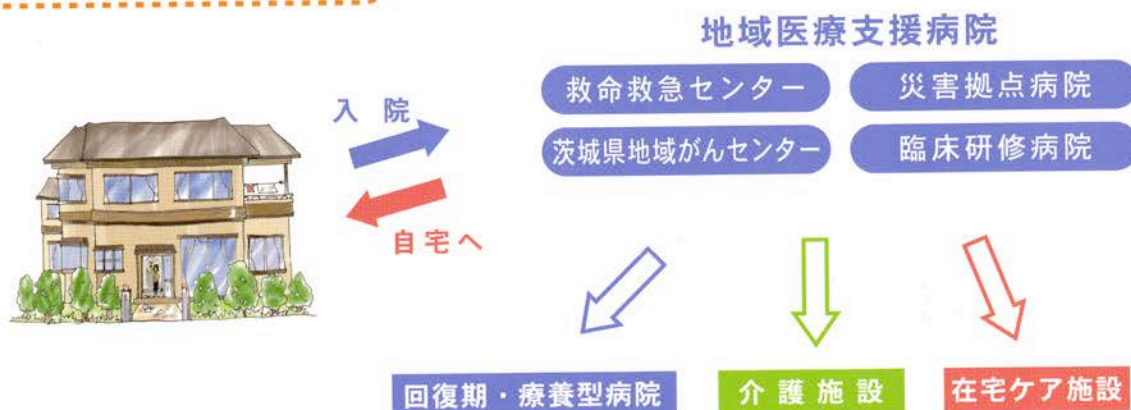 地域医療支援病院
救命救急センター
災害拠点病院
茨城県地域がんセンター
臨床研修病院
入院
自宅へ
回復期・療養型病院
介護施設
在宅ケア施設